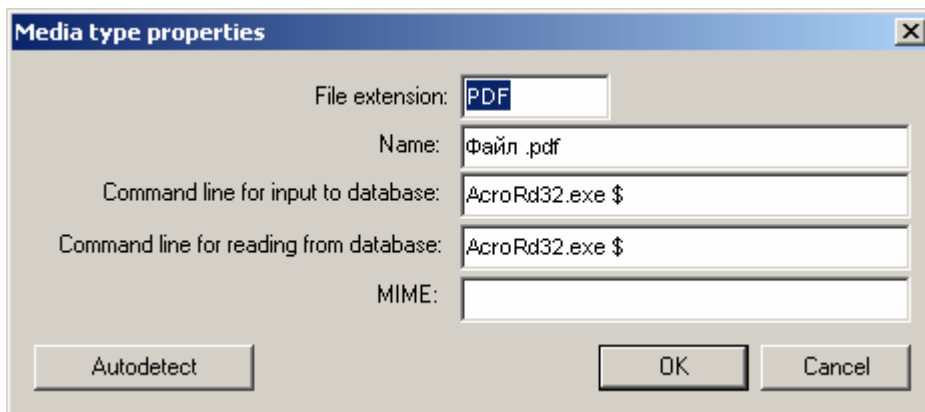 Media type properties
File extension: PDF
Name: Файл .pdf
Command line for input to database: AcroRd32.exe $
Command line for reading from database: AcroRd32.exe $
MIME:
Autodetect OK Cancel